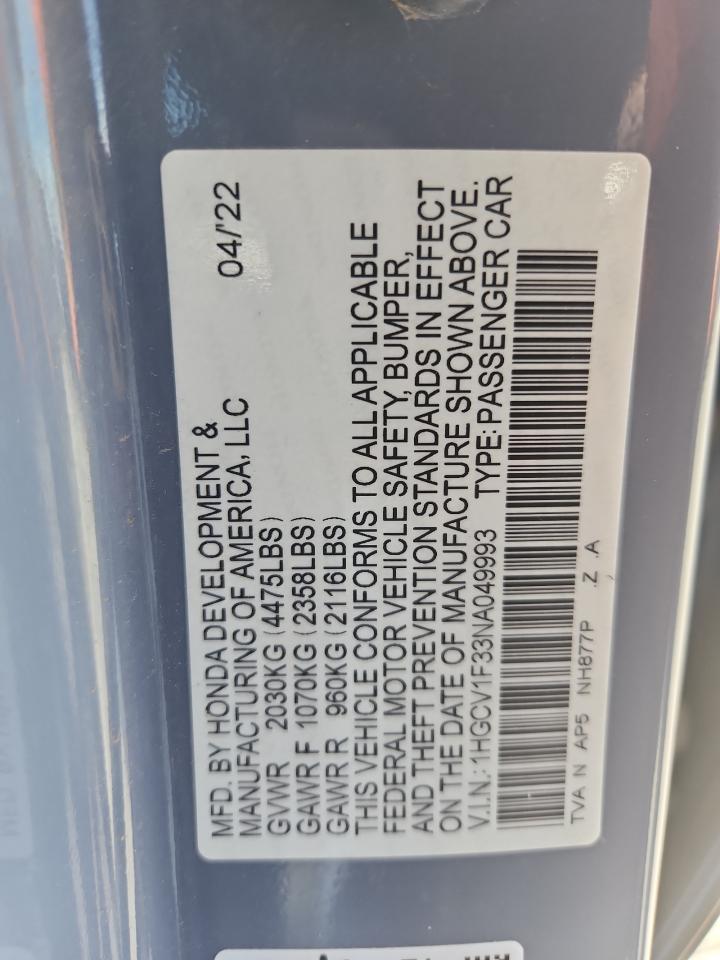 MFD. BY HONDA DEVELOPMENT & 04/'22
MANUFACTURING OF AMERICA, LLC
GVWR 2030KG (4475LBS)
GAWR F 1070KG (2358LBS)
GAWR R 960KG (2116LBS)
THIS VEHICLE CONFORMS TO ALL APPLICABLE
FEDERAL MOTOR VEHICLE SAFETY, BUMPER,
AND THEFT PREVENTION STANDARDS IN EFFECT
ON THE DATE OF MANUFACTURE SHOWN ABOVE.
V.I.N.: 1HGCV1F33NA049993 TYPE: PASSENGER CAR
TVA N AP5 NH877P .Z .A